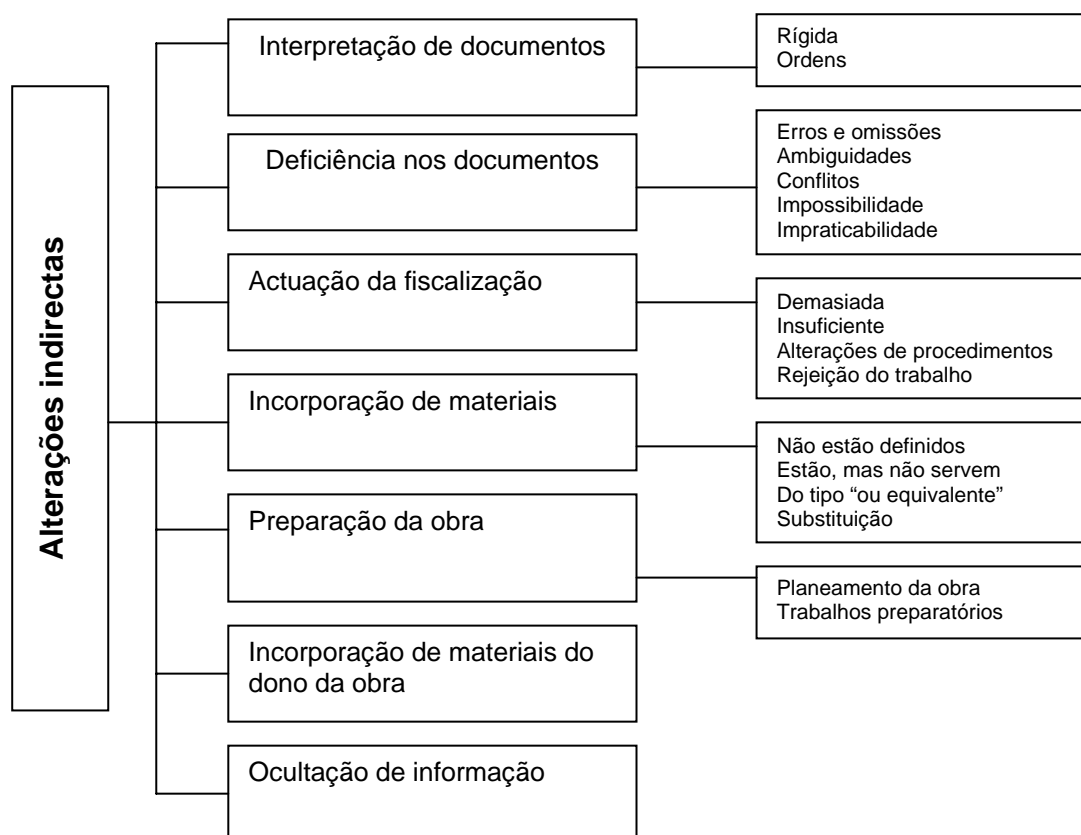 Alterações indirectas
Interpretação de documentos
Rígida
Ordens
Deficiência nos documentos
Erros e omissões
Ambiguidades
Conflitos
Impossibilidade
Impraticabilidade
Actuação da fiscalização
Demasiada
Insuficiente
Alterações de procedimentos
Rejeição do trabalho
Incorporação de materiais
Não estão definidos
Estão, mas não servem
Do tipo “ou equivalente”
Substituição
Preparação da obra
Planeamento da obra
Trabalhos preparatórios
Incorporação de materiais do
dono da obra
Ocultação de informação